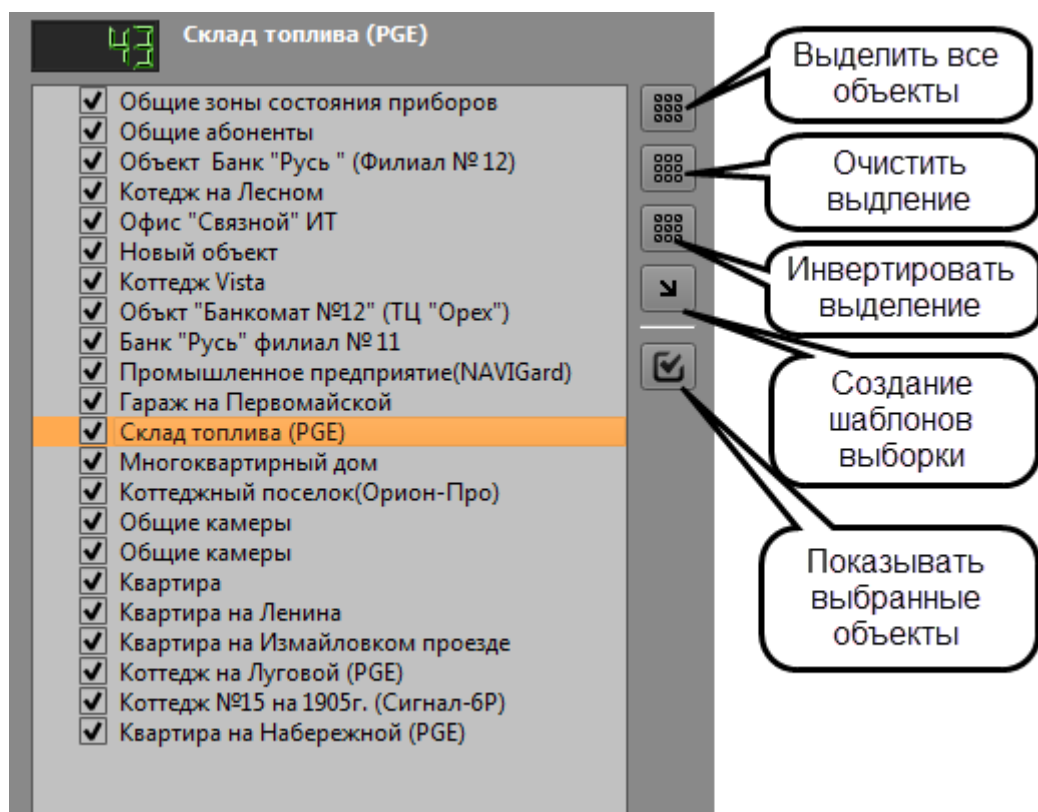 43
Склад топлива (PGE)
Общие зоны состояния приборов
Общие абоненты
Объект Банк "Русь " (Филиал №12)
Котедж на Лесном
Офис "Связной" ИТ
Новый объект
Коттедж Vista
Объкт "Банкомат №12" (ТЦ "Орех")
Банк "Русь" филиал №11
Промышленное предприятие(NAVIGard)
Гараж на Первомайской
Склад топлива (PGE)
Многоквартирный дом
Коттеджный поселок(Орион-Про)
Общие камеры
Общие камеры
Квартира
Квартира на Ленина
Квартира на Измайловком проезде
Коттедж на Луговой (PGE)
Коттедж №15 на 1905г. (Сигнал-6Р)
Квартира на Набережной (PGE)
Выделить все
объекты
Очистить
выдление
Инвертировать
выделение
Создание
шаблонов
выборки
Показывать
выбранные
объекты